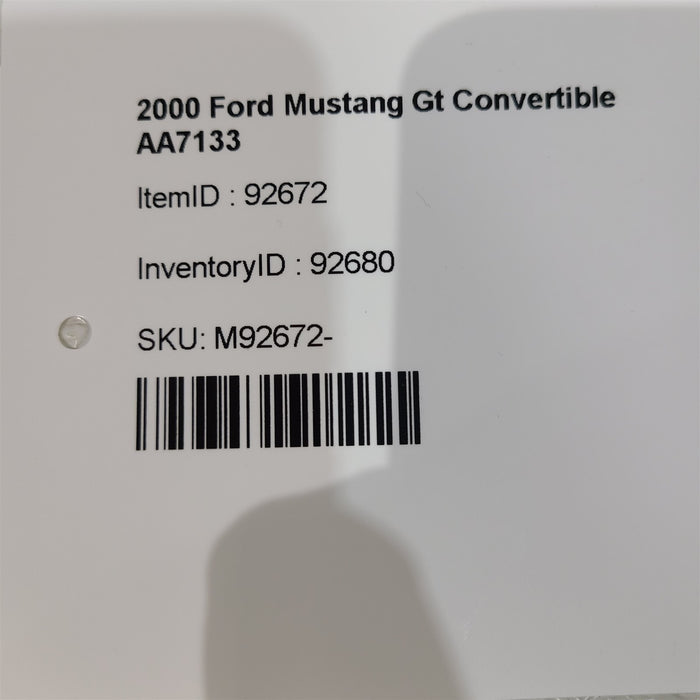 2000 Ford Mustang Gt Convertible
AA7133
ItemID : 92672
InventoryID : 92680
SKU: M92672-